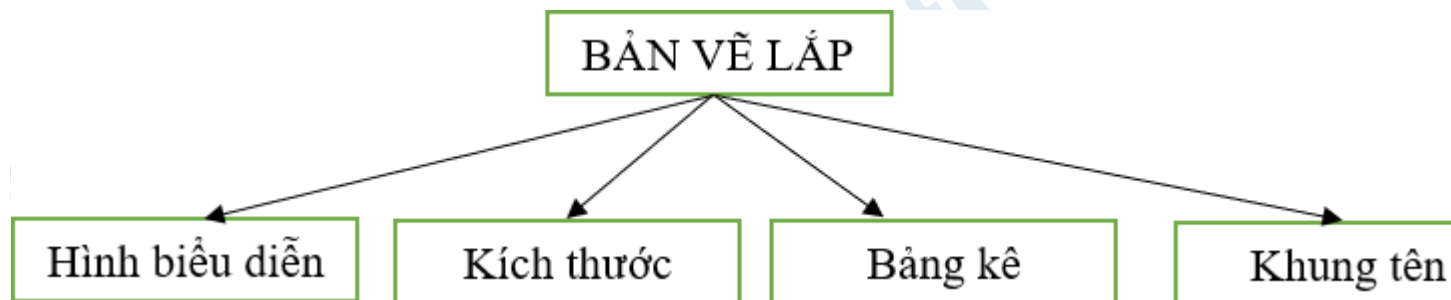 BẢN VẼ LẮP
Hình biểu diễn
Kích thước
Bảng kê
Khung tên